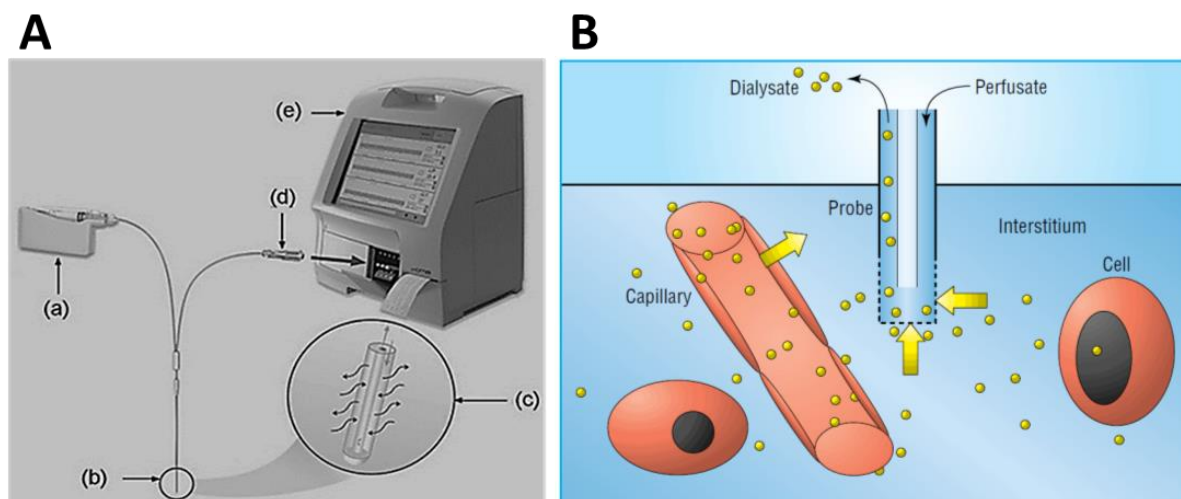 A
B
(e)
(d)
(a)
(c)
(b)
Dialysate
Perfusate
Probe
Interstitium
Capillary
Cell